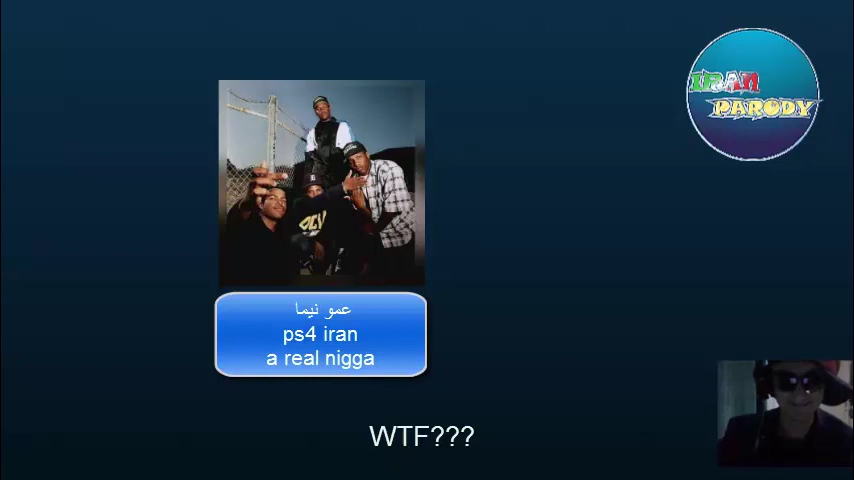 IRAN
PARODY
عمو نیما
ps4 iran
a real nigga
WTF???